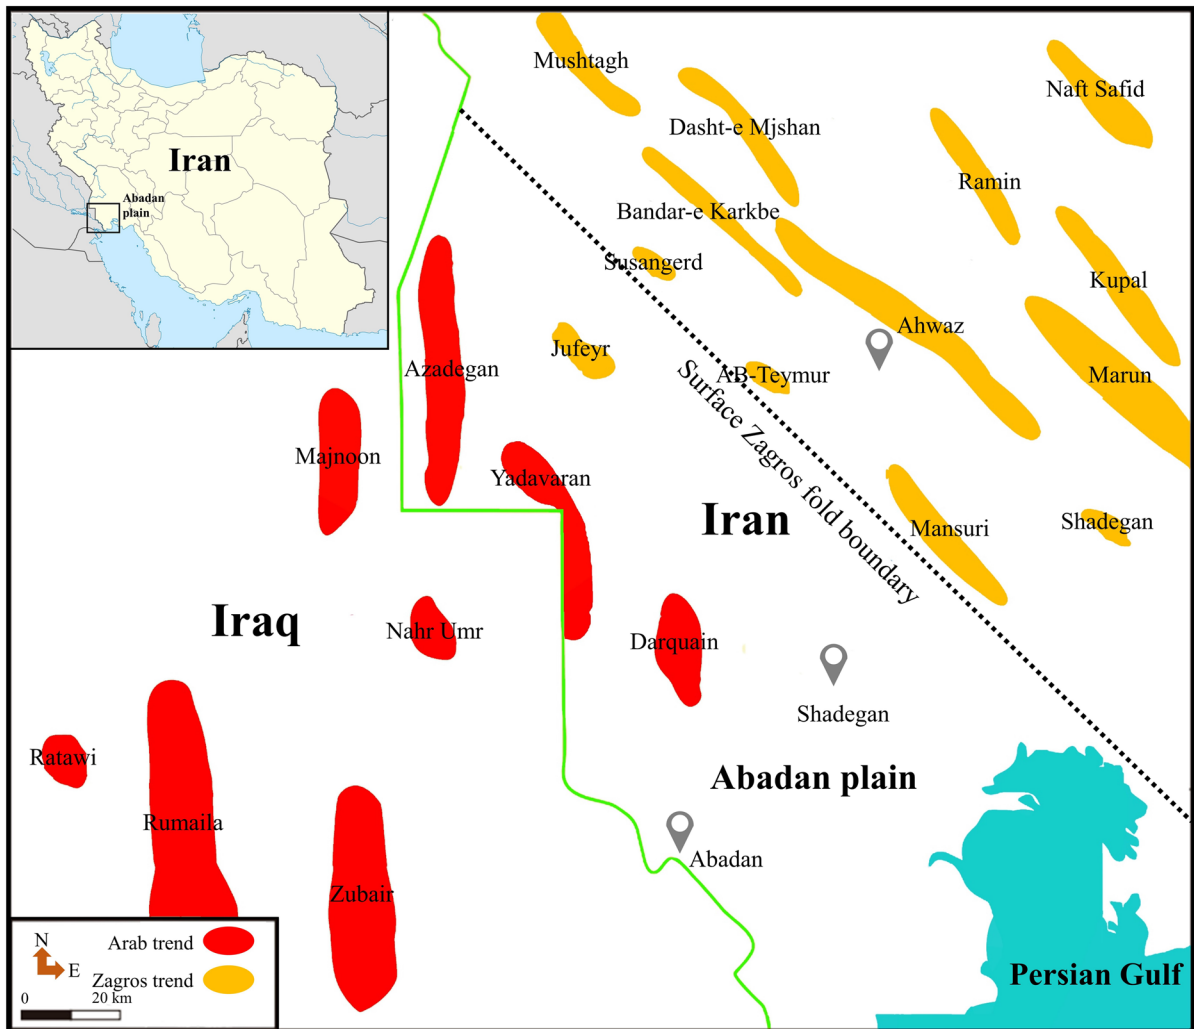 Iran
Abadan
plain
Mushtagh
Naft Safid
Dasht-e Mjshan
Ramin
Bandar-e Karkbe
Susangerd
Kupal
Ahwaz
Jufeyr
Azadegan
AB-Teymur
Marun
Surface Zagros fold boundary
Majnoon
Yadavaran
Iran
Mansuri
Shadegan
Iraq
Nahr Umr
Darquain
Shadegan
Ratawi
Abadan plain
Rumaila
Abadan
Zubair
Persian Gulf
N
E
Arab trend
Zagros trend
0 20 km